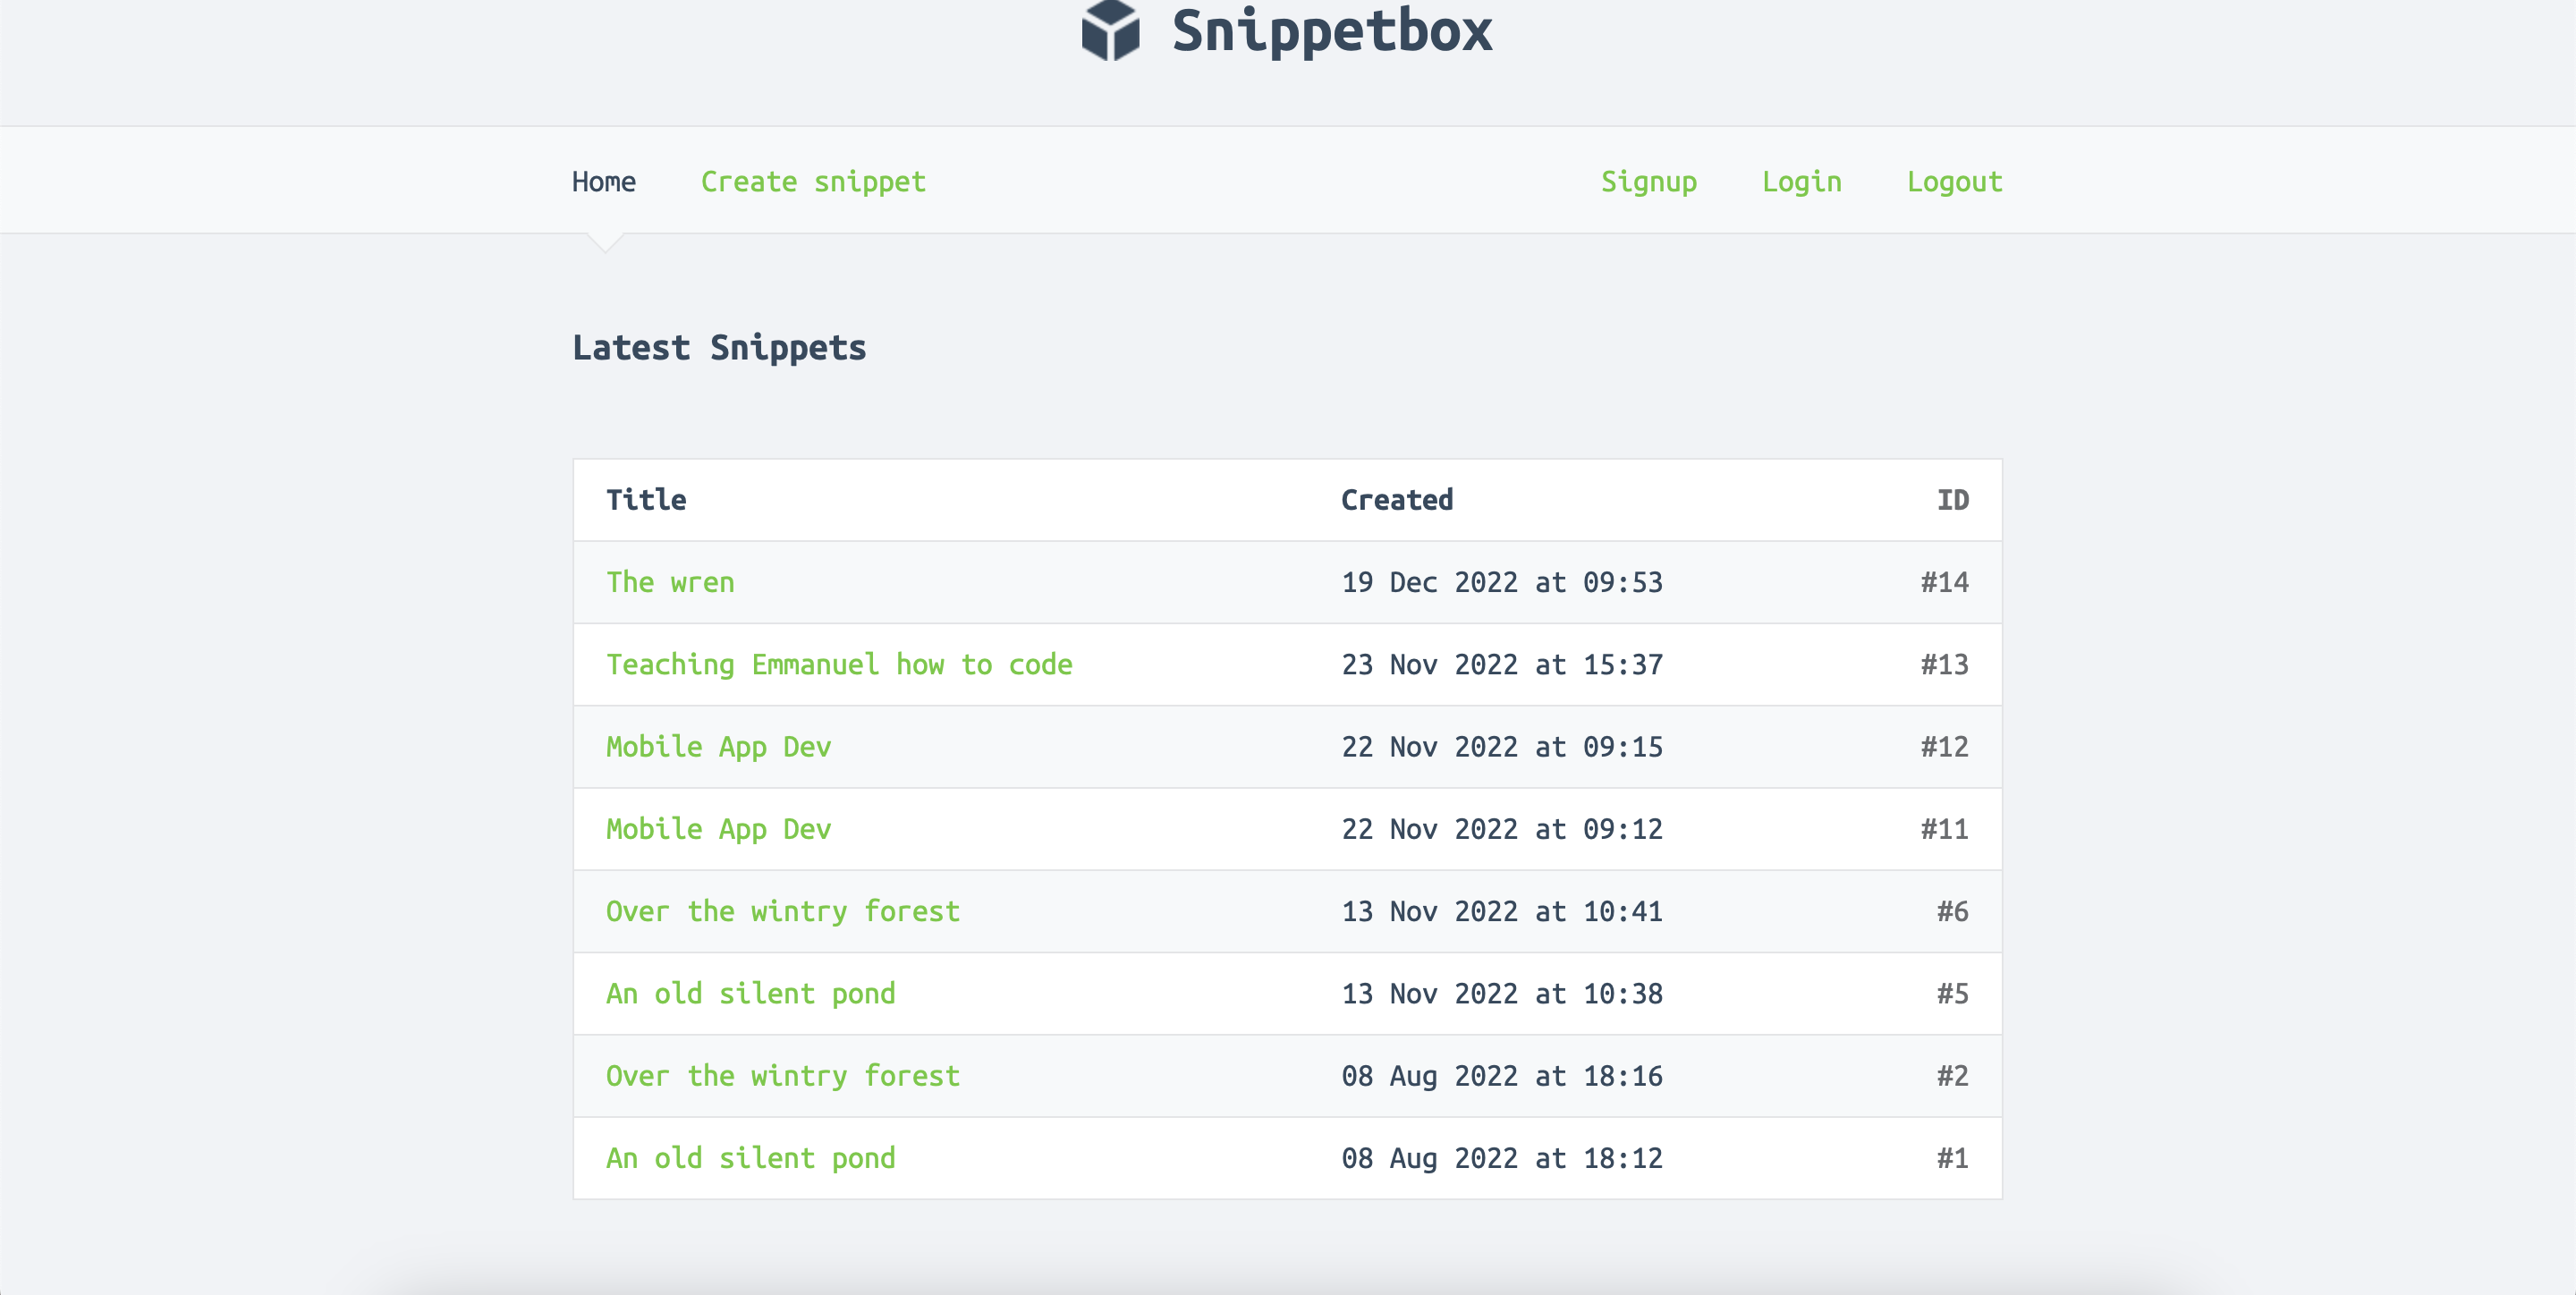 Snippetbox
Home Create snippet Signup Login Logout
Latest Snippets
Title Created ID
The wren 19 Dec 2022 at 09:53 #14
Teaching Emmanuel how to code 23 Nov 2022 at 15:37 #13
Mobile App Dev 22 Nov 2022 at 09:15 #12
Mobile App Dev 22 Nov 2022 at 09:12 #11
Over the wintry forest 13 Nov 2022 at 10:41 #6
An old silent pond 13 Nov 2022 at 10:38 #5
Over the wintry forest 08 Aug 2022 at 18:16 #2
An old silent pond 08 Aug 2022 at 18:12 #1